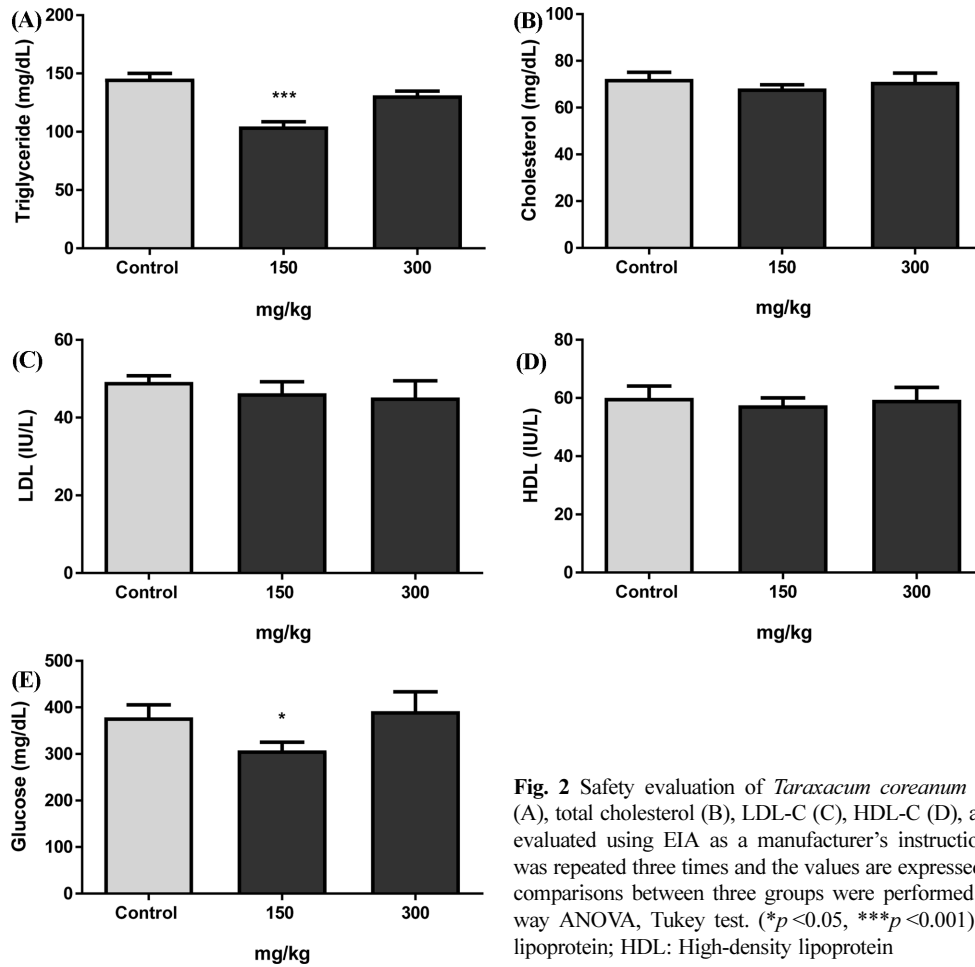 (A)
Triglyceride (mg/dL)
200
150
100
50
0
***
Control 150 300
mg/kg
(B)
Cholesterol (mg/dL)
100
80
60
40
20
0
Control 150 300
mg/kg
(C)
LDL (IU/L)
60
40
20
0
Control 150 300
mg/kg
(D)
HDL (IU/L)
80
60
40
20
0
Control 150 300
mg/kg
(E)
Glucose (mg/dL)
500
400
300
200
100
0
*
Control 150 300
mg/kg
Fig. 2 Safety evaluation of Taraxacum coreanum
(A), total cholesterol (B), LDL-C (C), HDL-C (D), a
evaluated using EIA as a manufacturer's instruction
was repeated three times and the values are expressed
comparisons between three groups were performed
way ANOVA, Tukey test. (*p <0.05, ***p <0.001)
lipoprotein; HDL: High-density lipoprotein